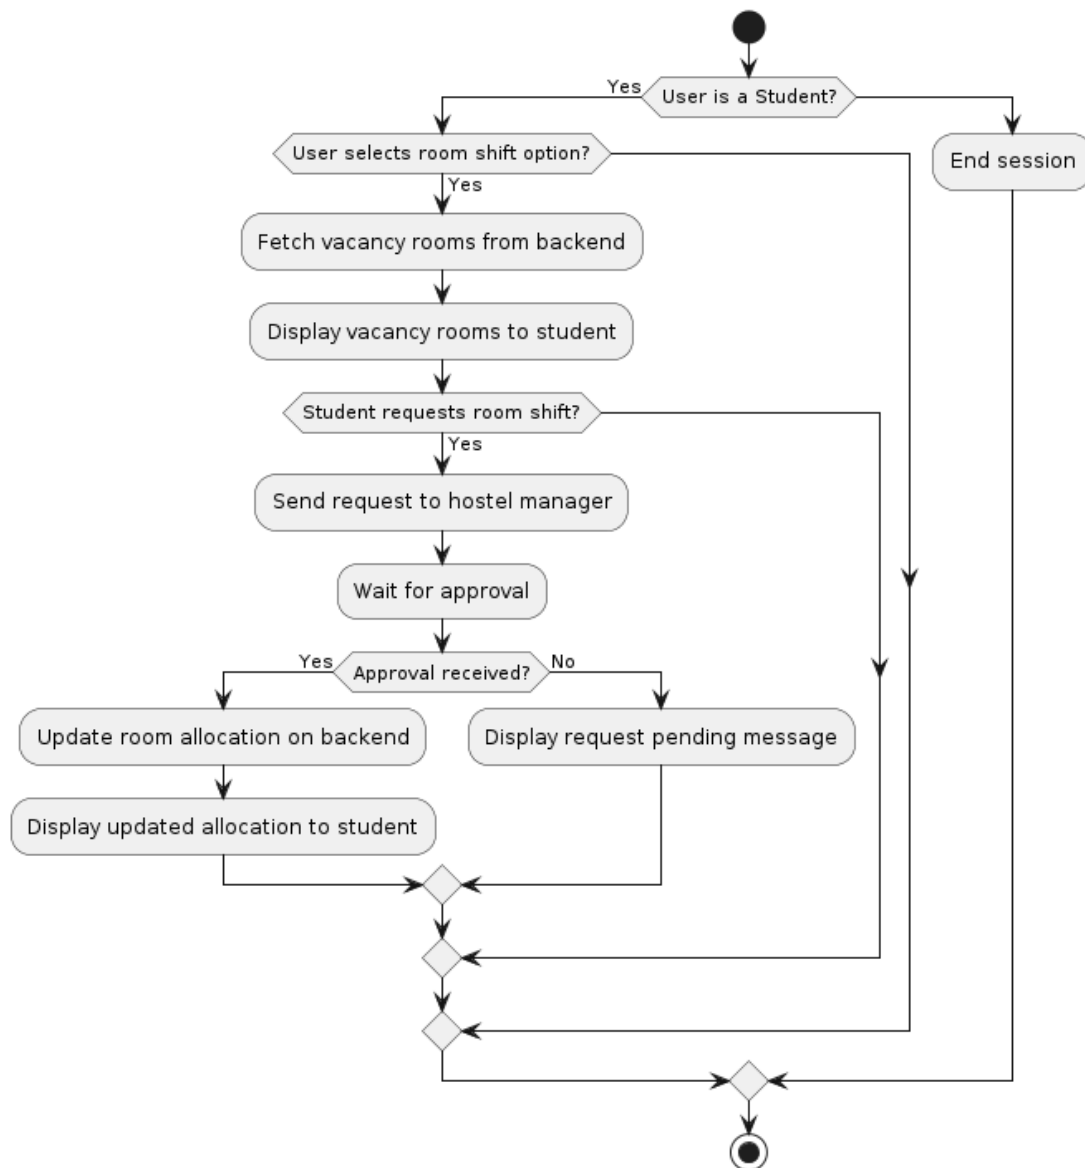 Yes
User is a Student?
User selects room shift option?
End session
Yes
Fetch vacancy rooms from backend
Display vacancy rooms to student
Student requests room shift?
Yes
Send request to hostel manager
Wait for approval
Yes
Approval received?
No
Update room allocation on backend
Display request pending message
Display updated allocation to student